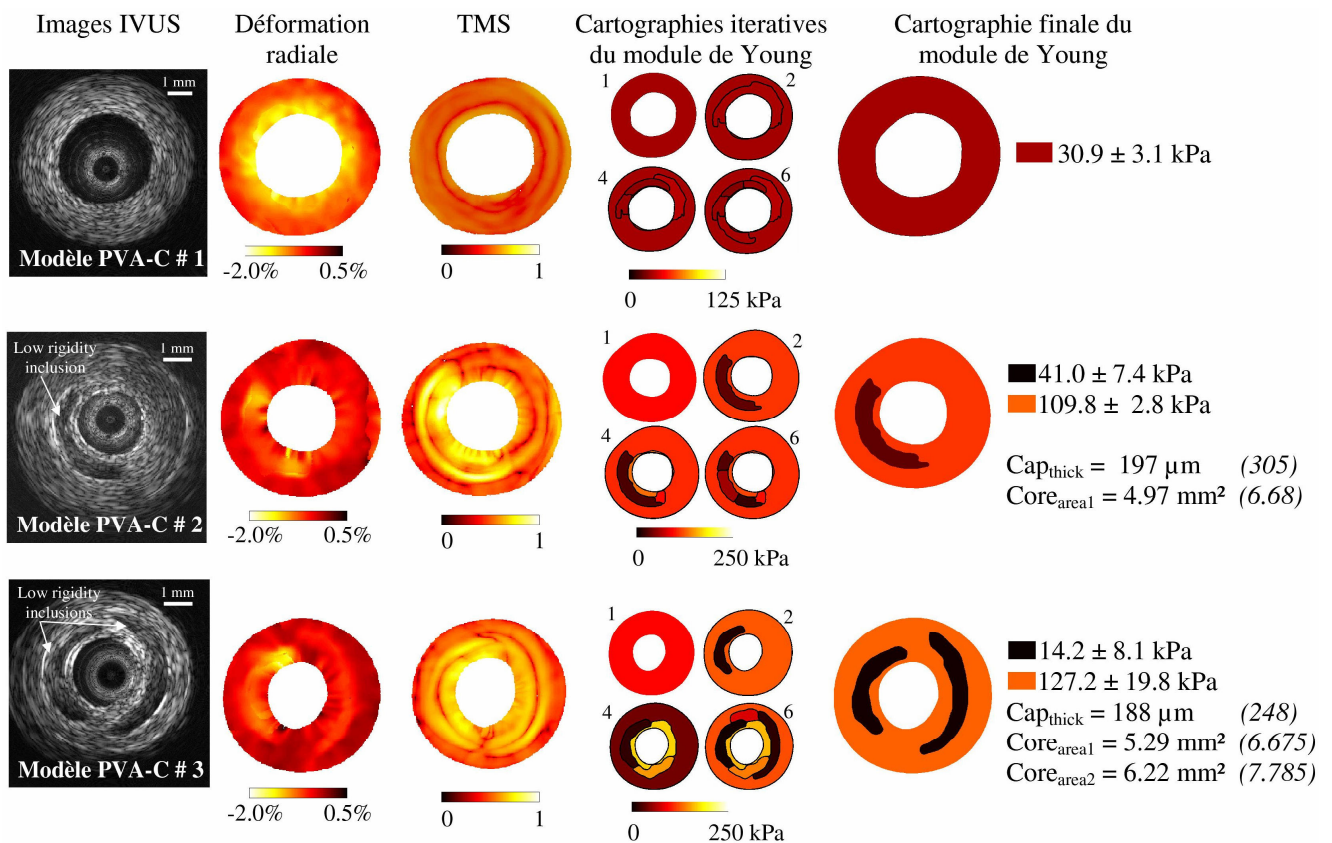 Images IVUS
Déformation radiale
TMS
Cartographies iteratives du module de Young
Cartographie finale du module de Young
1 mm
Modèle PVA-C # 1
-2.0% 0.5%
0 1
1 2
4 6
0 125 kPa
30.9 ± 3.1 kPa
Low rigidity
inclusion
1 mm
Modèle PVA-C # 2
-2.0% 0.5%
0 1
1 2
4 6
0 250 kPa
41.0 ± 7.4 kPa
109.8 ± 2.8 kPa
Capthick = 197 µm (305)
Corearea1 = 4.97 mm² (6.68)
Low rigidity
inclusions
1 mm
Modèle PVA-C # 3
-2.0% 0.5%
0 1
1 2
4 6
0 250 kPa
14.2 ± 8.1 kPa
127.2 ± 19.8 kPa
Capthick = 188 µm (248)
Corearea1 = 5.29 mm² (6.675)
Corearea2 = 6.22 mm² (7.785)